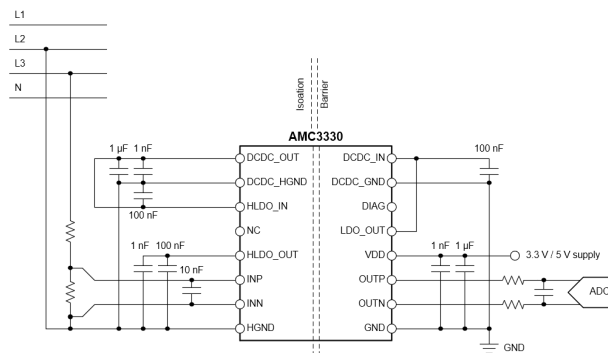 L1
L2
L3
N
Isoation
Barrier
AMC3330
1 µF 1 nF
100 nF
DCDC_OUT
DCDC_IN
DCDC_HGND
DCDC_GND
HLDO_IN
DIAG
100 nF
NC
LDO_OUT
1 nF 100 nF
HLDO_OUT
VDD
1 nF 1 µF
3.3 V / 5 V supply
10 nF
INP
OUTP
ADC
INN
OUTN
HGND
GND
GND